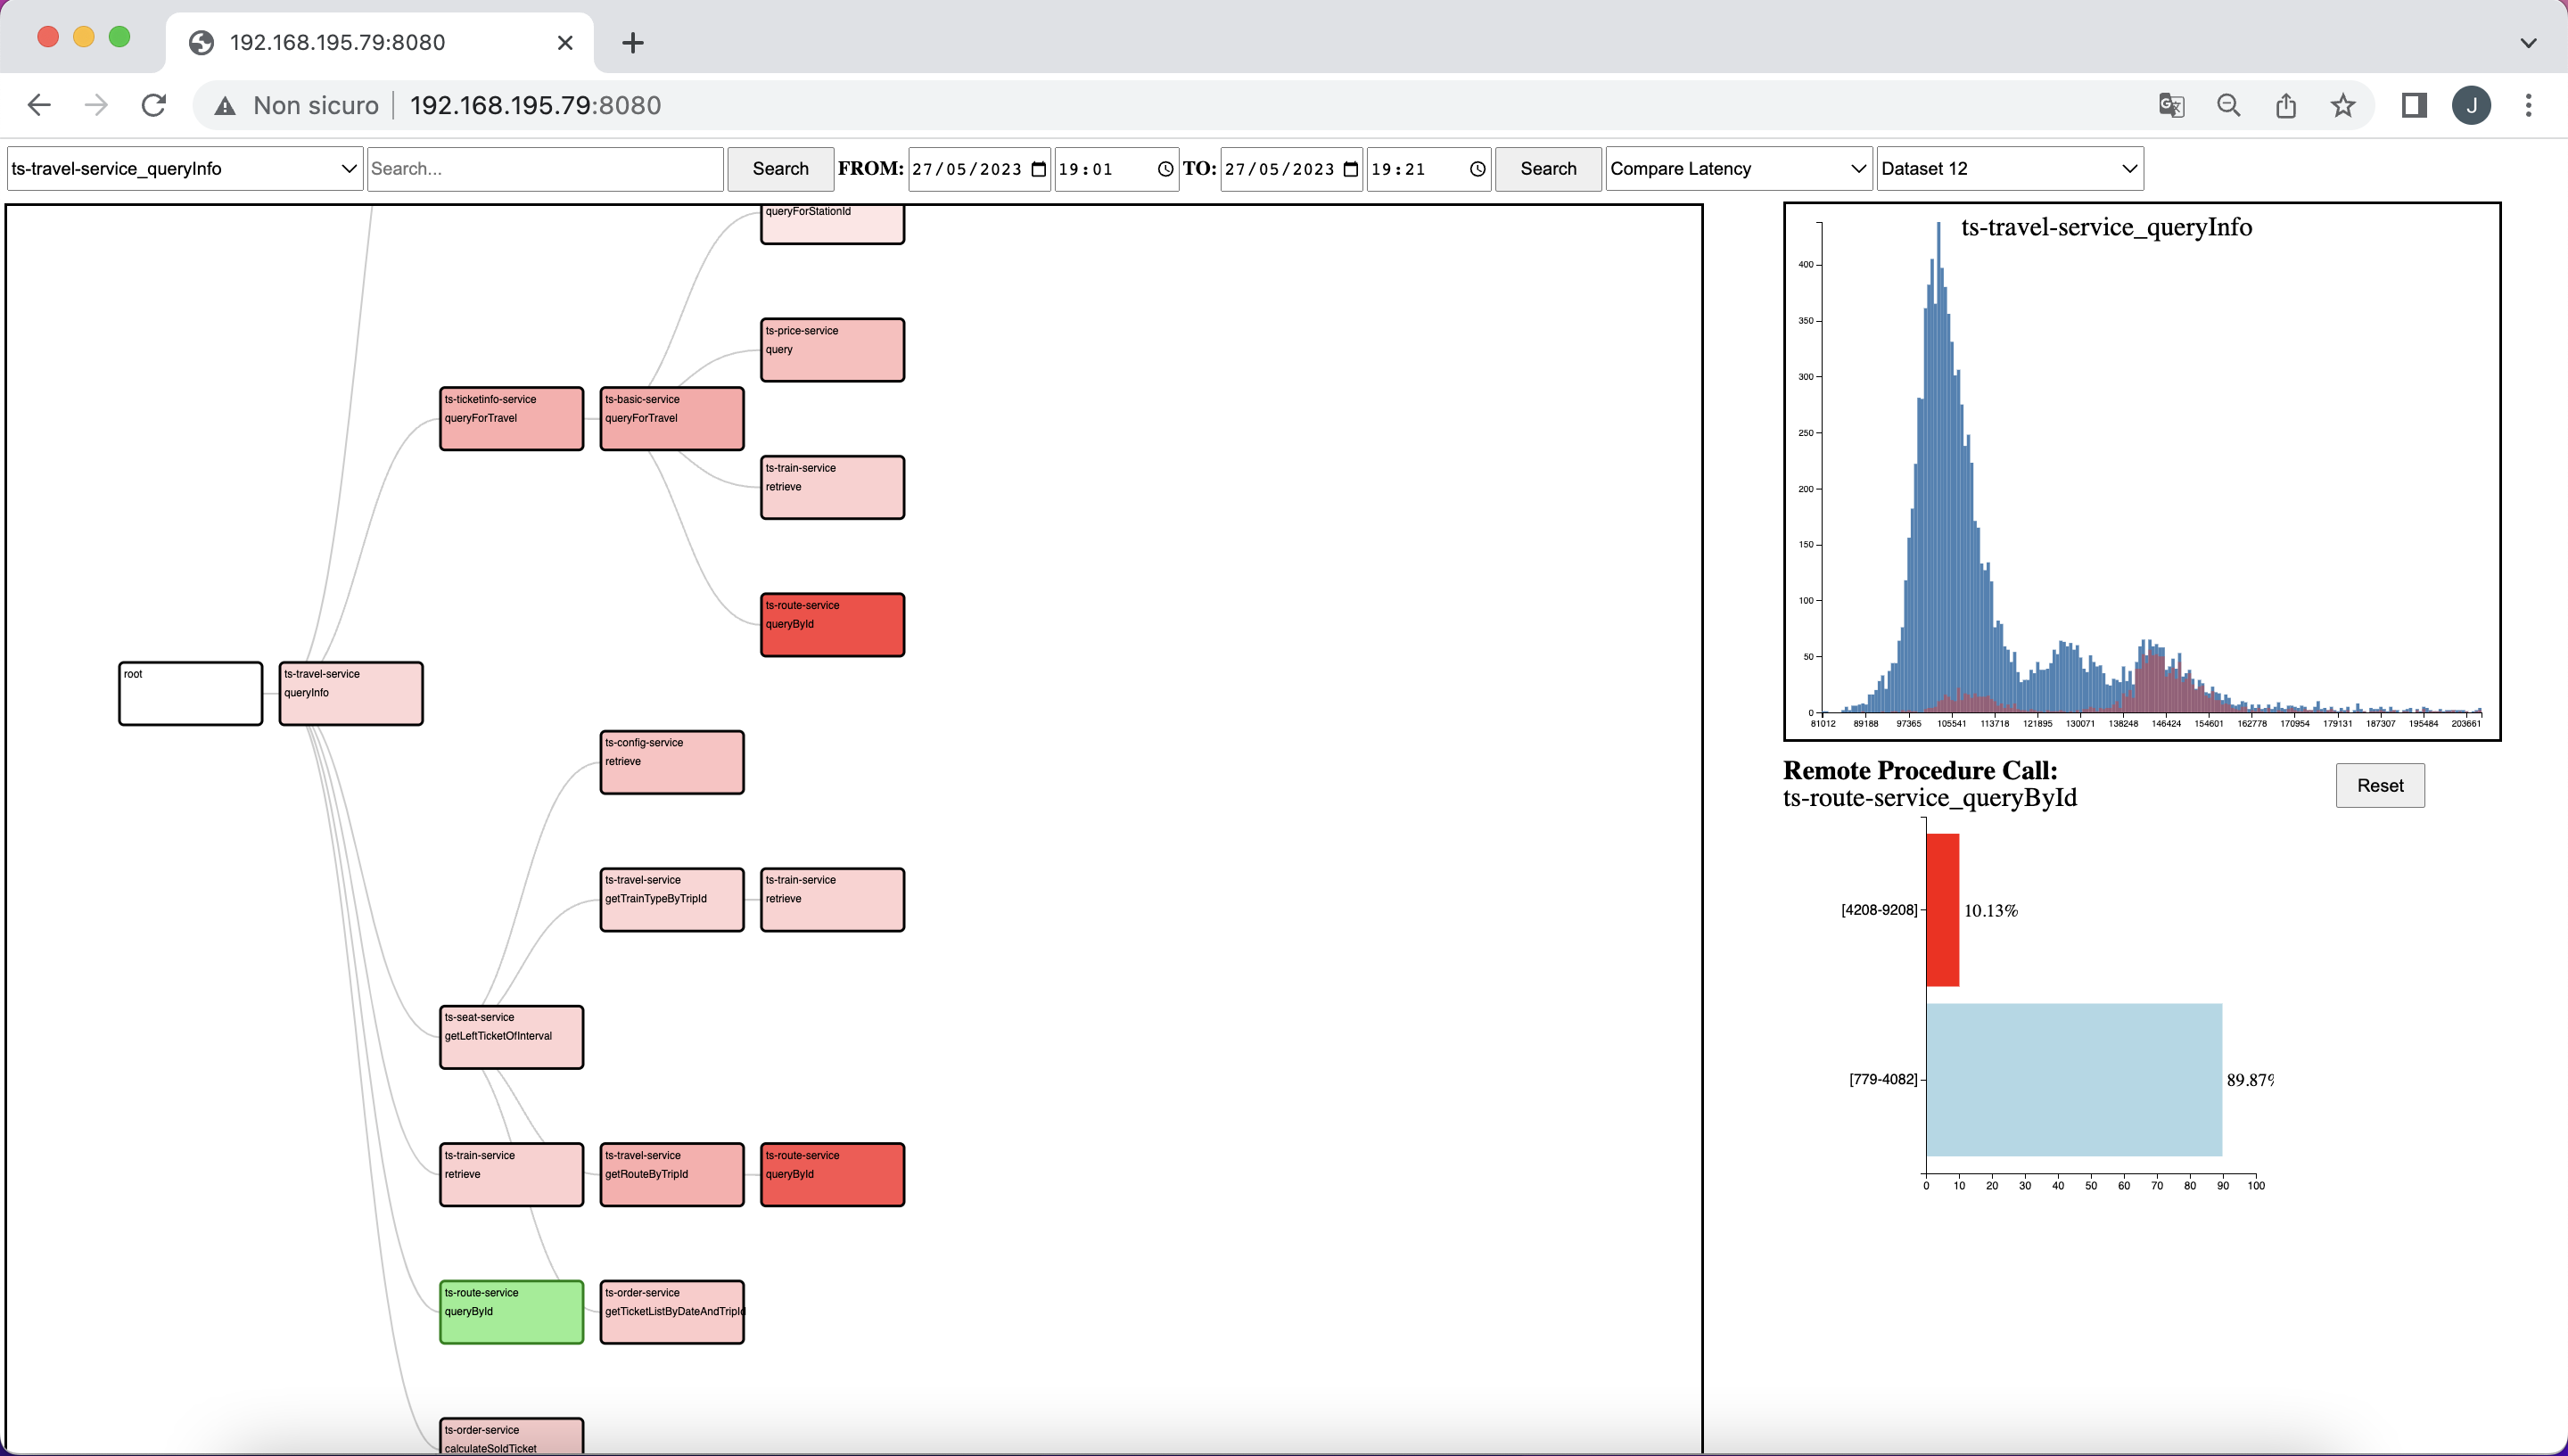 192.168.195.79:8080
Non sicuro 192.168.195.79:8080 J
ts-travel-service_queryInfo Search... Search FROM: 27/05/2023 19:01 TO: 27/05/2023 19:21 Search Compare Latency Dataset 12
queryForStationId
ts-price-service
query
ts-ticketinfo-service
queryForTravel
ts-basic-service
queryForTravel
ts-train-service
retrieve
ts-route-service
queryById
root
ts-travel-service
queryInfo
ts-config-service
retrieve
ts-travel-service
getTrainTypeByTripId
ts-train-service
retrieve
ts-seat-service
getLeftTicketOfInterval
ts-train-service
retrieve
ts-travel-service
getRouteByTripId
ts-route-service
queryById
ts-route-service
queryById
ts-order-service
getTicketListByDateAndTripId
ts-order-service
calculateSoldTicket
ts-travel-service_queryInfo
400
350
300
250
200
150
100
50
0
81012 89188 97365 105541 113718 121895 130071 138248 146424 154601 162778 170954 179131 187307 195484 203661
Remote Procedure Call:
ts-route-service_queryById
Reset
[4208-9208] 10.13%
[779-4082] 89.87%
0 10 20 30 40 50 60 70 80 90 100